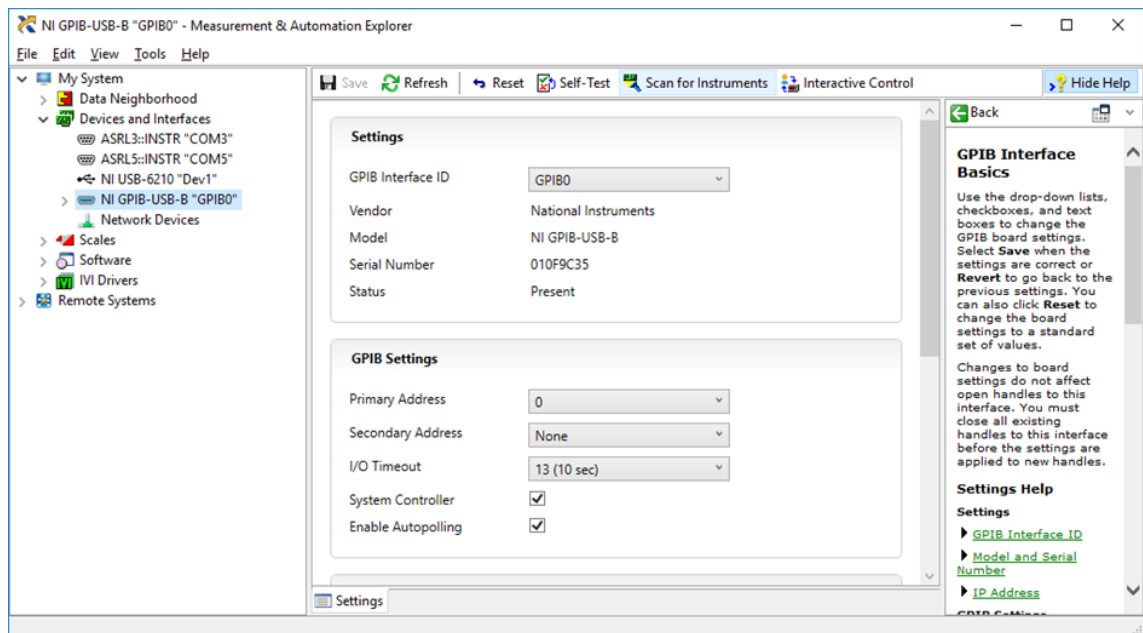 NI GPIB-USB-B "GPIB0" - Measurement & Automation Explorer
File Edit View Tools Help
My System
Data Neighborhood
Devices and Interfaces
ASRL3::INSTR "COM3"
ASRL5::INSTR "COM5"
NI USB-6210 "Dev1"
NI GPIB-USB-B "GPIB0"
Network Devices
Scales
Software
IVI Drivers
Remote Systems
Save Refresh Reset Self-Test Scan for Instruments Interactive Control Hide Help
Settings
GPIB Interface ID GPIB0
Vendor National Instruments
Model NI GPIB-USB-B
Serial Number 010F9C35
Status Present
GPIB Settings
Primary Address 0
Secondary Address None
I/O Timeout 13 (10 sec)
System Controller
Enable Autopolling
Settings
Back
GPIB Interface
Basics
Use the drop-down lists,
checkboxes, and text
boxes to change the
GPIB board settings.
Select Save when the
settings are correct or
Revert to go back to the
previous settings. You
can also click Reset to
change the board
settings to a standard
set of values.
Changes to board
settings do not affect
open handles to this
interface. You must
close all existing
handles to this interface
before the settings are
applied to new handles.
Settings Help
Settings
GPIB Interface ID
Model and Serial
Number
IP Address
GPIB Settings